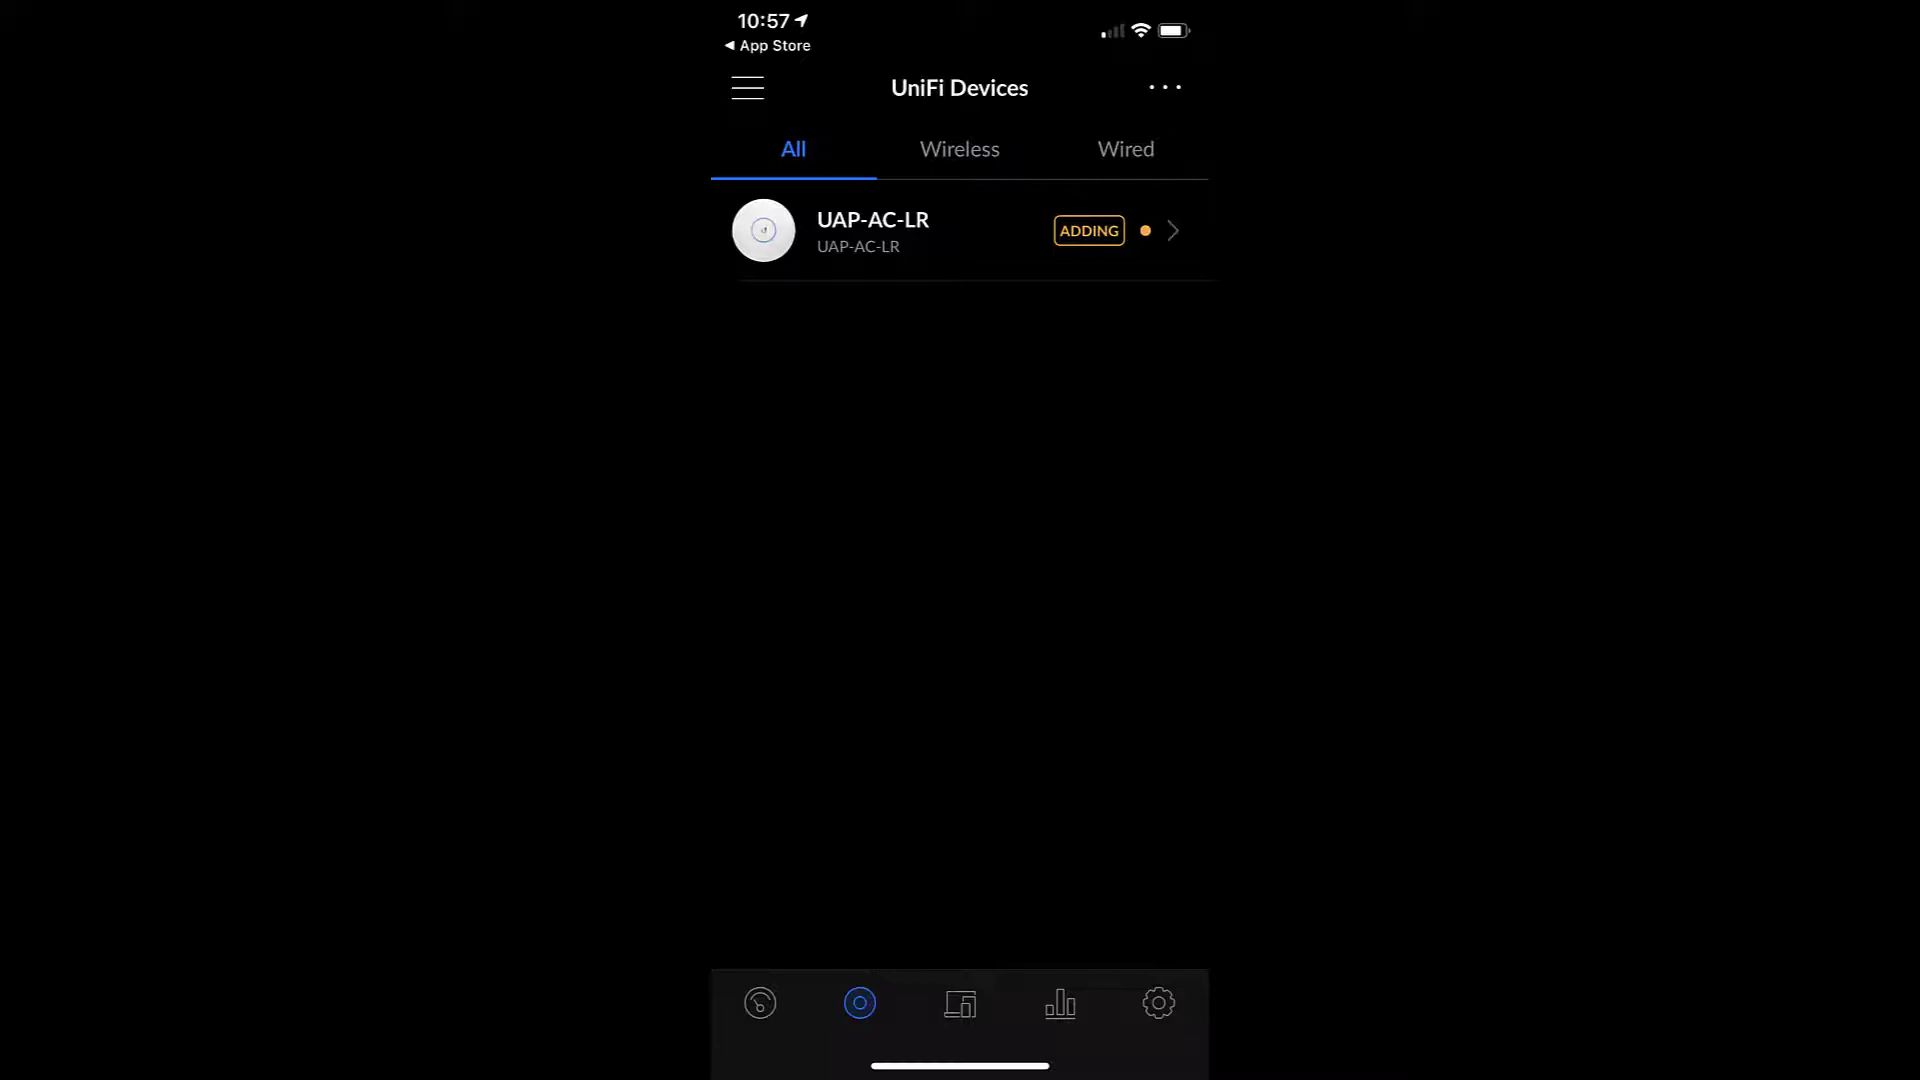 10:57
◀ App Store
UniFi Devices
All Wireless Wired
UAP-AC-LR
UAP-AC-LR
ADDING